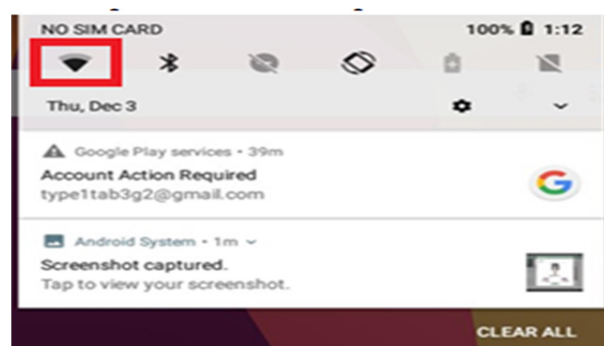 NO SIM CARD 100% 1:12
Thu, Dec 3
Google Play services • 39m
Account Action Required
type1tab3g2@gmail.com
Android System • 1m
Screenshot captured.
Tap to view your screenshot.
CLEAR ALL